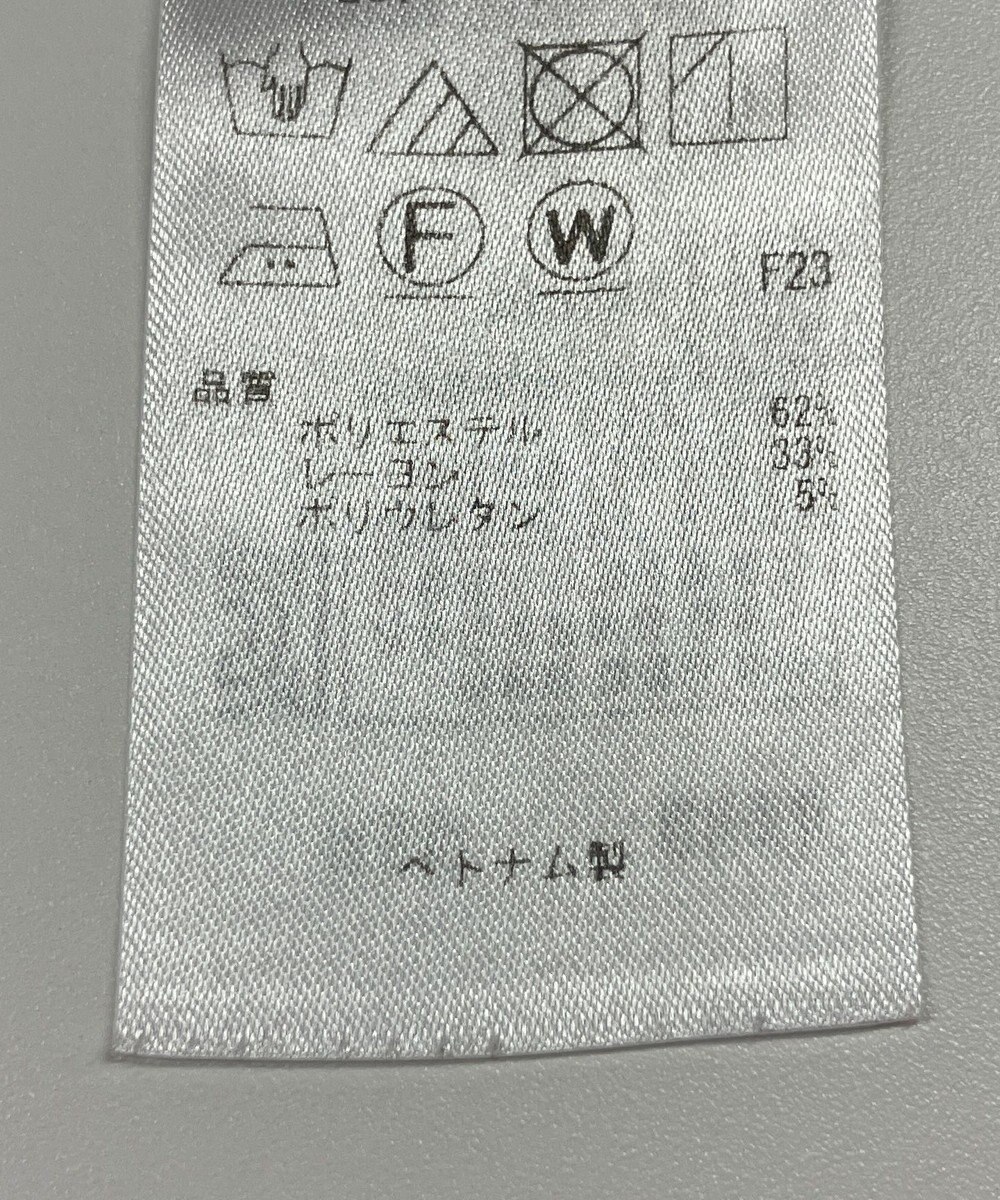 F W F23
品質
ポリエステル 62%
レーヨン 33%
ポリウレタン 5%
ベトナム製